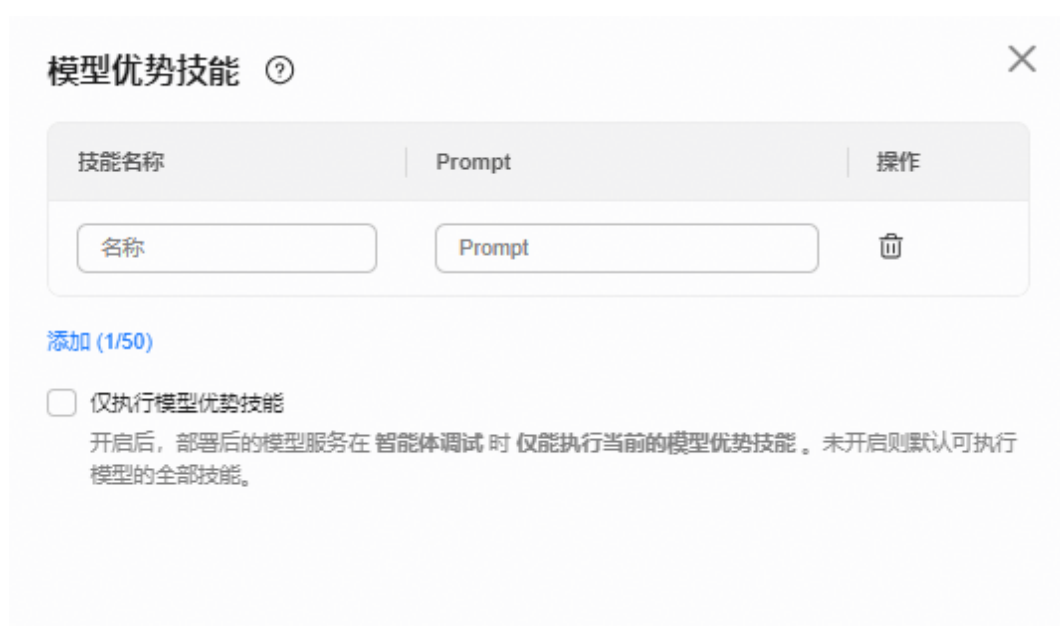 模型优势技能
技能名称 Prompt 操作
名称 Prompt
添加 (1/50)
仅执行模型优势技能
开启后，部署后的模型服务在 智能体调试 时 仅能执行当前的模型优势技能 。未开启则默认可执行
模型的全部技能。